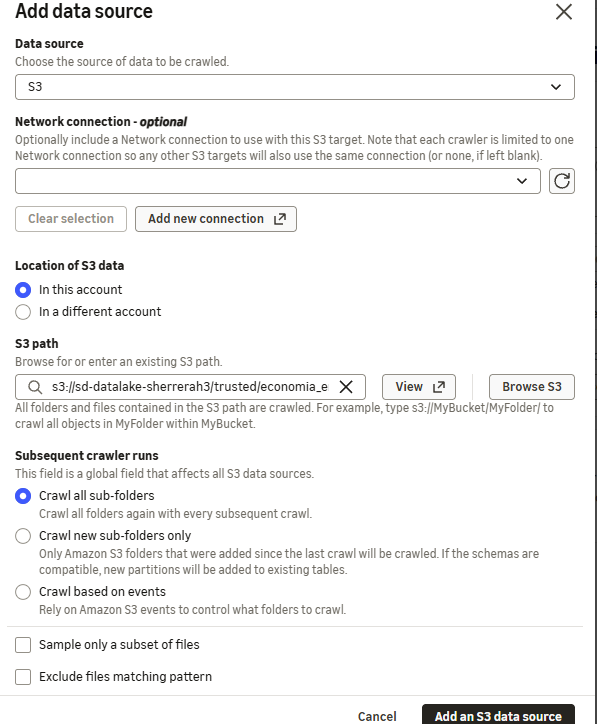 Add data source
Data source
Choose the source of data to be crawled.
S3
Network connection - optional
Optionally include a Network connection to use with this S3 target. Note that each crawler is limited to one
Network connection so any other S3 targets will also use the same connection (or none, if left blank).
Clear selection
Add new connection
Location of S3 data
In this account
In a different account
S3 path
Browse for or enter an existing S3 path.
s3://sd-datalake-sherrerah3/trusted/economia_e
View
Browse S3
All folders and files contained in the S3 path are crawled. For example, type s3://MyBucket/MyFolder/ to
crawl all objects in MyFolder within MyBucket.
Subsequent crawler runs
This field is a global field that affects all S3 data sources.
Crawl all sub-folders
Crawl all folders again with every subsequent crawl.
Crawl new sub-folders only
Only Amazon S3 folders that were added since the last crawl will be crawled. If the schemas are
compatible, new partitions will be added to existing tables.
Crawl based on events
Rely on Amazon S3 events to control what folders to crawl.
Sample only a subset of files
Exclude files matching pattern
Cancel
Add an S3 data source